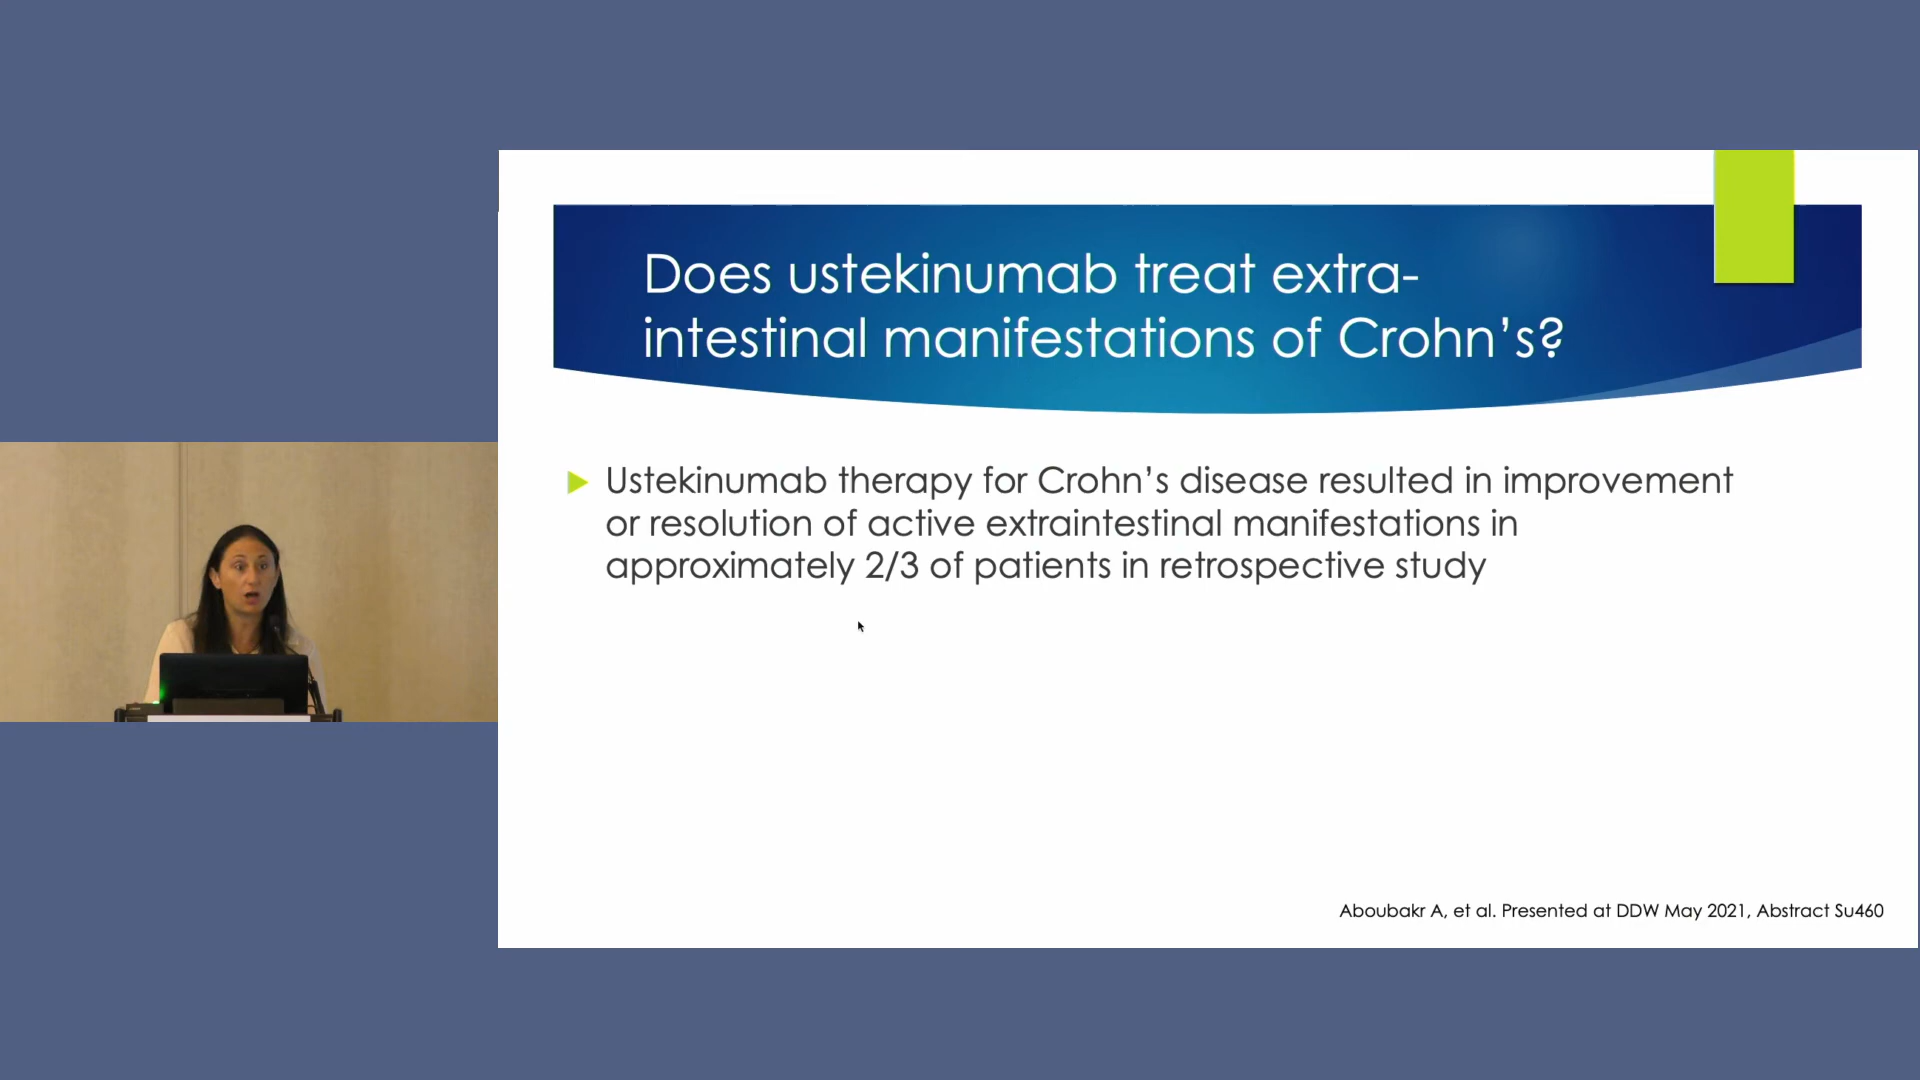 Does ustekinumab treat extra-
intestinal manifestations of Crohn’s?
Ustekinumab therapy for Crohn’s disease resulted in improvement
or resolution of active extraintestinal manifestations in
approximately 2/3 of patients in retrospective study
Aboubakr A, et al. Presented at DDW May 2021, Abstract Su460